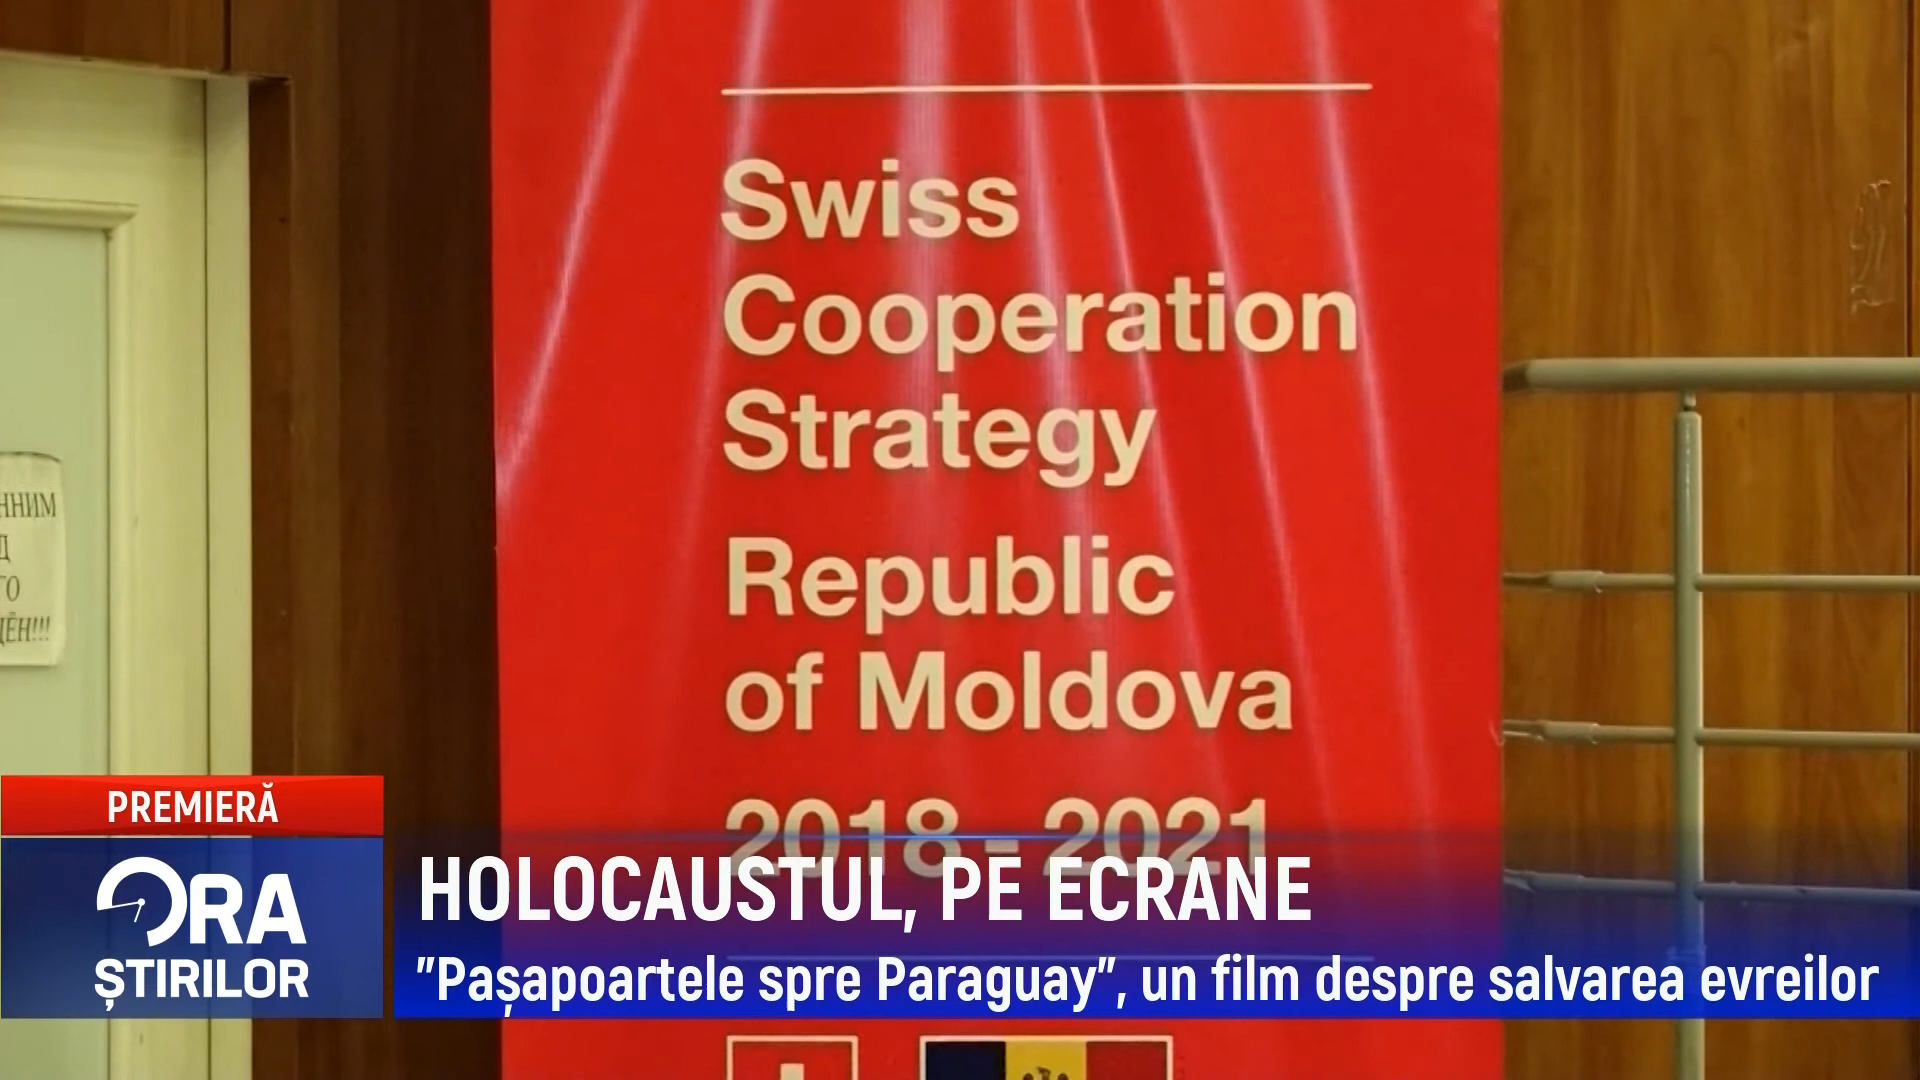 Swiss
Cooperation
Strategy
Republic
of Moldova
2018 - 2021
ЕН!!!
PREMIERĂ
ORA
ȘTIRILOR
HOLOCAUSTUL, PE ECRANE
"Pașapoartele spre Paraguay", un film despre salvarea evreilor